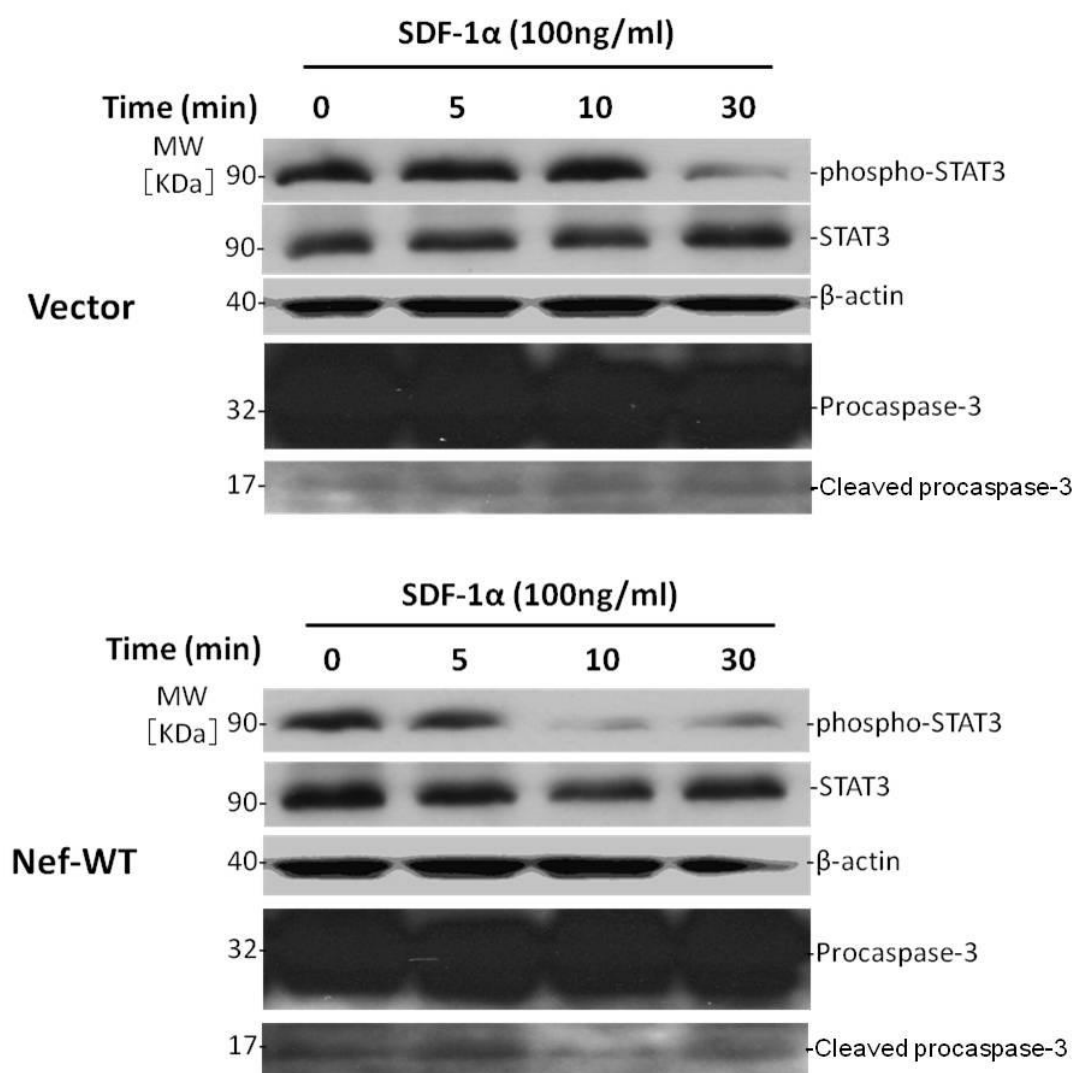 SDF-1α (100ng/ml)
Time (min) 0 5 10 30
MW
[KDa]
90- -phospho-STAT3
90- -STAT3
Vector
40- -β-actin
32- -Procaspase-3
17- -Cleaved procaspase-3
SDF-1α (100ng/ml)
Time (min) 0 5 10 30
MW
[KDa]
90- -phospho-STAT3
90- -STAT3
Nef-WT
40- -β-actin
32- -Procaspase-3
17- -Cleaved procaspase-3